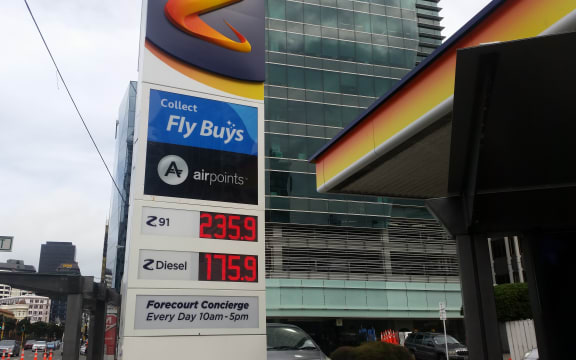 Collect
Fly Buys
airpoints
Z 91 235.9
Z Diesel 175.9
Forecourt Concierge
Every Day 10am-5pm